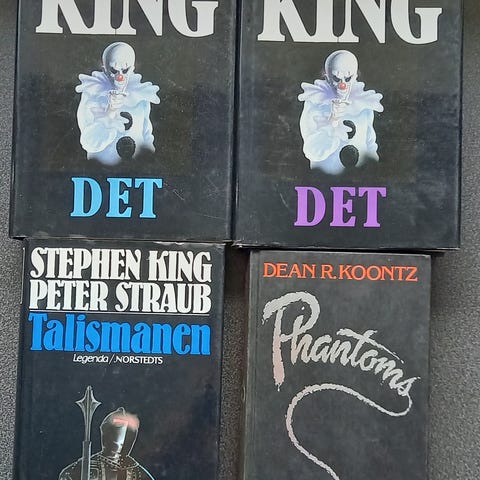 KING
KING
DET
DET
STEPHEN KING
PETER STRAUB
Talismanen
Legenda / NORSTEDTS
DEAN R. KOONTZ
Phantoms